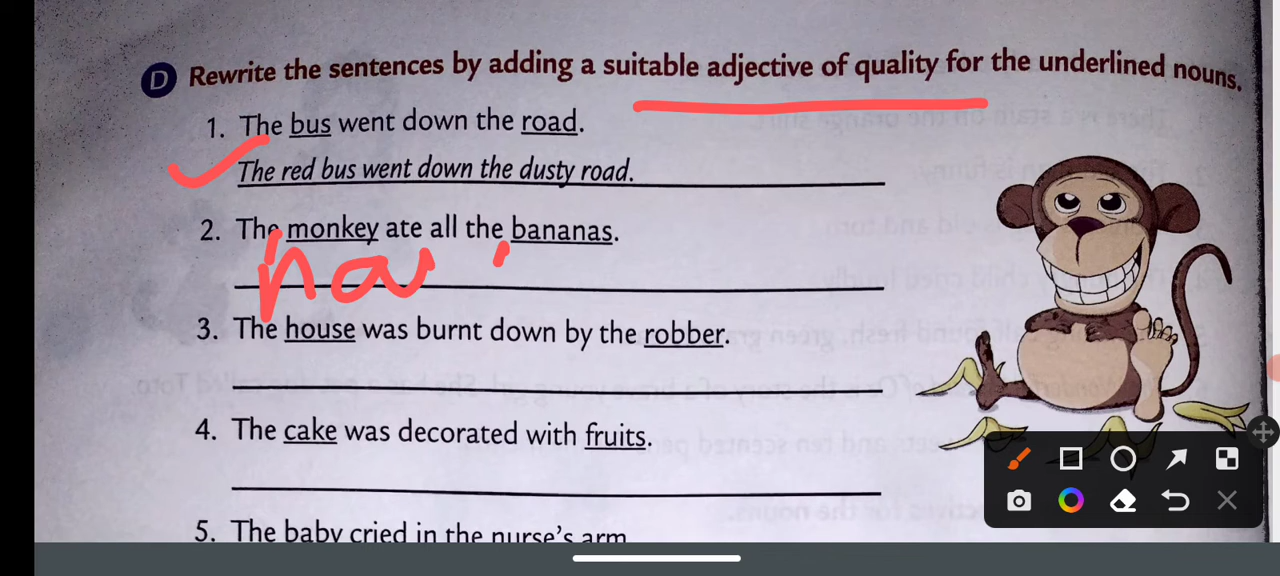 D Rewrite the sentences by adding a suitable adjective of quality for the underlined nouns.
1. The bus went down the road.
The red bus went down the dusty road.
2. The monkey ate all the bananas.
3. The house was burnt down by the robber.
4. The cake was decorated with fruits.
5. The baby cried in the nurse's arm